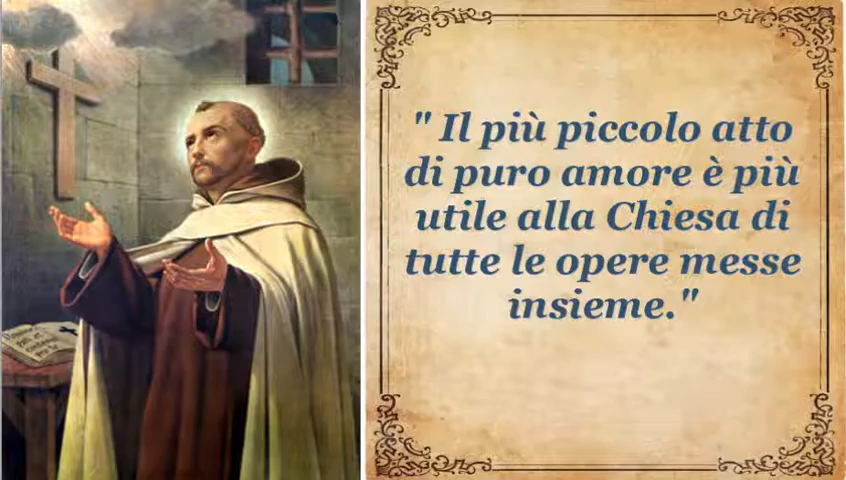 " Il più piccolo atto
di puro amore è più
utile alla Chiesa di
tutte le opere messe
insieme."